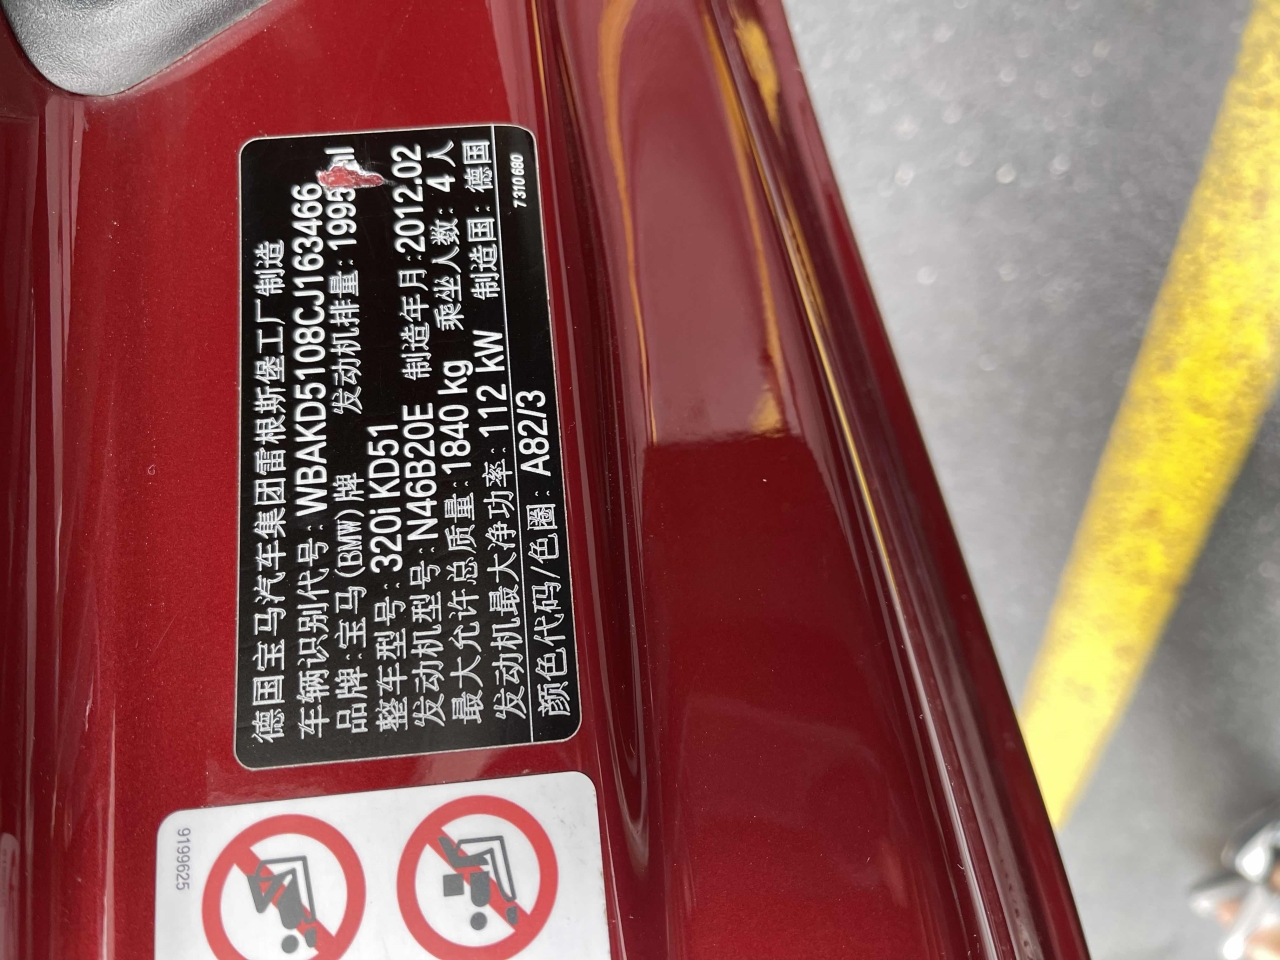 德国宝马汽车集团雷根斯堡工厂制造
车辆识别代号: WBAKD5108CJ163466
品牌:宝马(BMW)牌 发动机排量: 1995 ml
整车型号: 320i KD51
发动机型号: N46B20E 制造年月:2012.02
最大允许总质量: 1840 kg 乘坐人数: 4 人
发动机最大净功率: 112 kW 制造国: 德国
颜色代码/色圈: A82/3
7310680
9199625